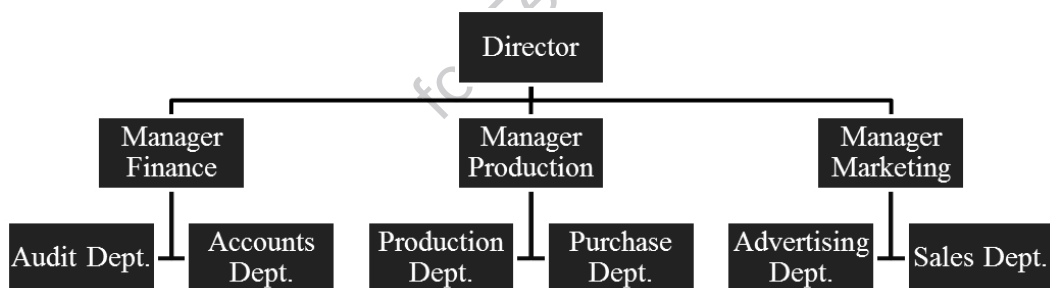 Director
Manager
Finance
Manager
Production
Manager
Marketing
Audit Dept.
Accounts
Dept.
Production
Dept.
Purchase
Dept.
Advertising
Dept.
Sales Dept.